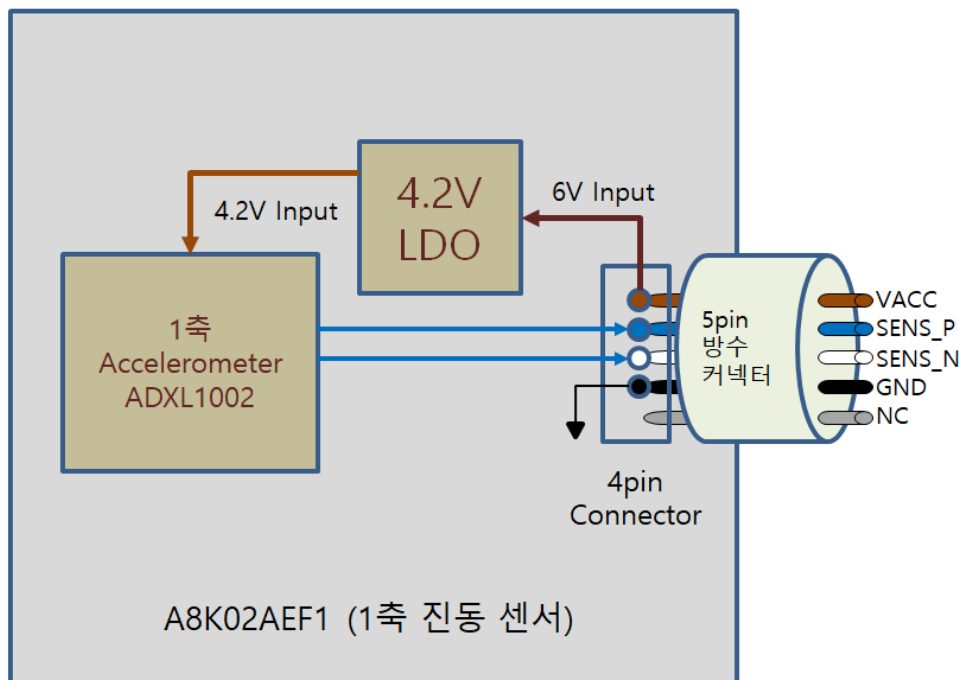 4.2V
LDO
6V Input
4.2V Input
1축
Accelerometer
ADXL1002
5pin
방수
커넥터
VACC
SENS_P
SENS_N
GND
NC
4pin
Connector
A8K02AEF1 (1축 진동 센서)